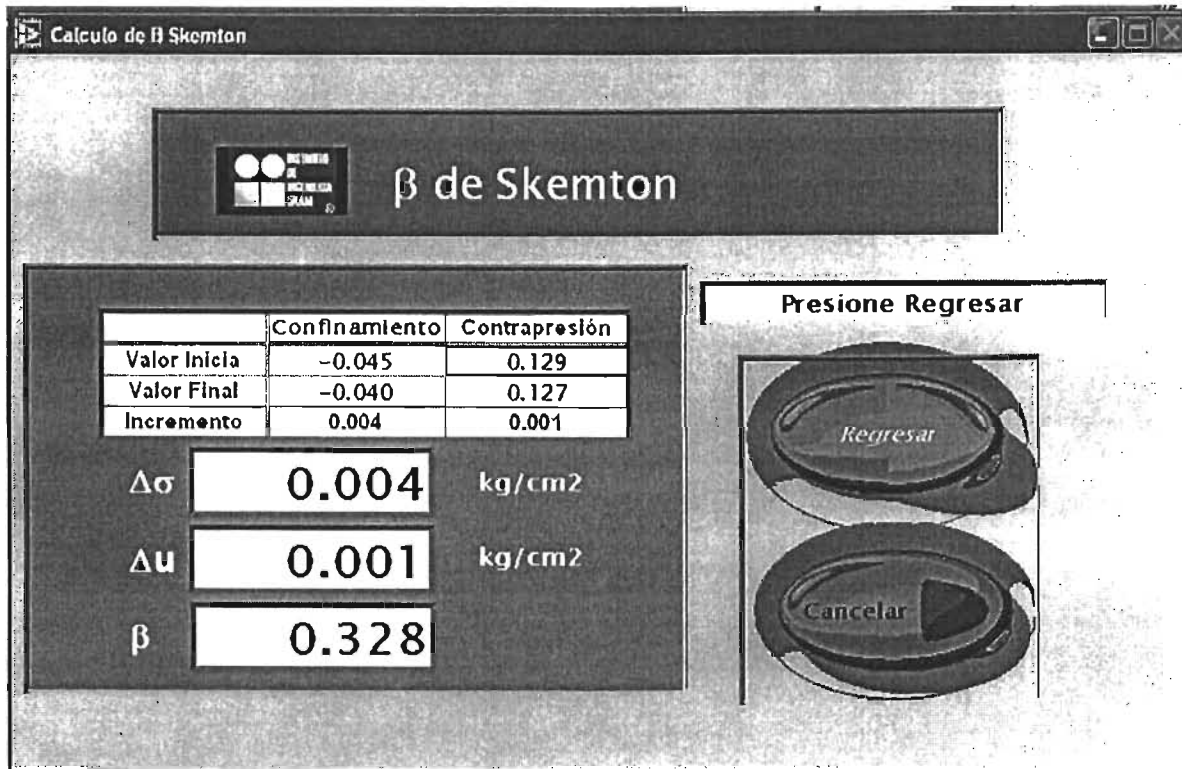 Calculo de B Skemton
β de Skemton
Confinamiento Contrapresión
Valor Inicia -0.045 0.129
Valor Final -0.040 0.127
Incremento 0.004 0.001
Δσ 0.004 kg/cm2
Δu 0.001 kg/cm2
β 0.328
Presione Regresar
Regresar
Cancelar